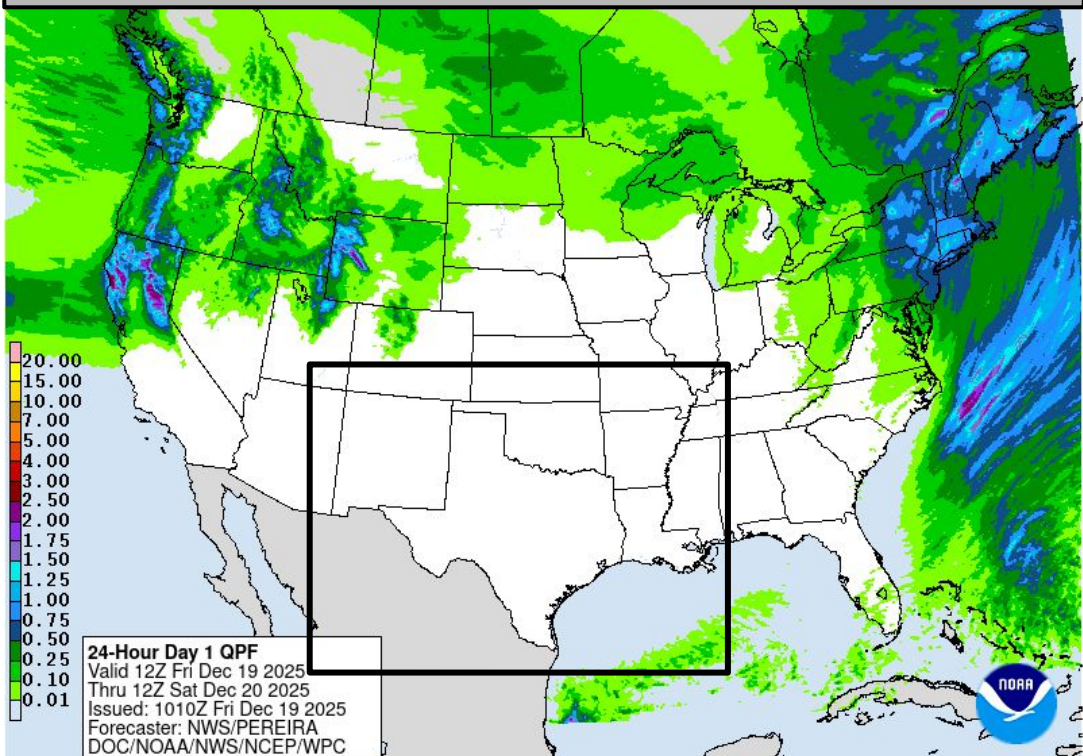 20.00
15.00
10.00
7.00
5.00
4.00
3.00
2.50
2.00
1.75
1.50
1.25
1.00
0.75
0.50
0.25
0.10
0.01
24-Hour Day 1 QPF
Valid 12Z Fri Dec 19 2025
Thru 12Z Sat Dec 20 2025
Issued: 1010Z Fri Dec 19 2025
Forecaster: NWS/PEREIRA
DOC/NOAA/NWS/NCEP/WPC
NOAA